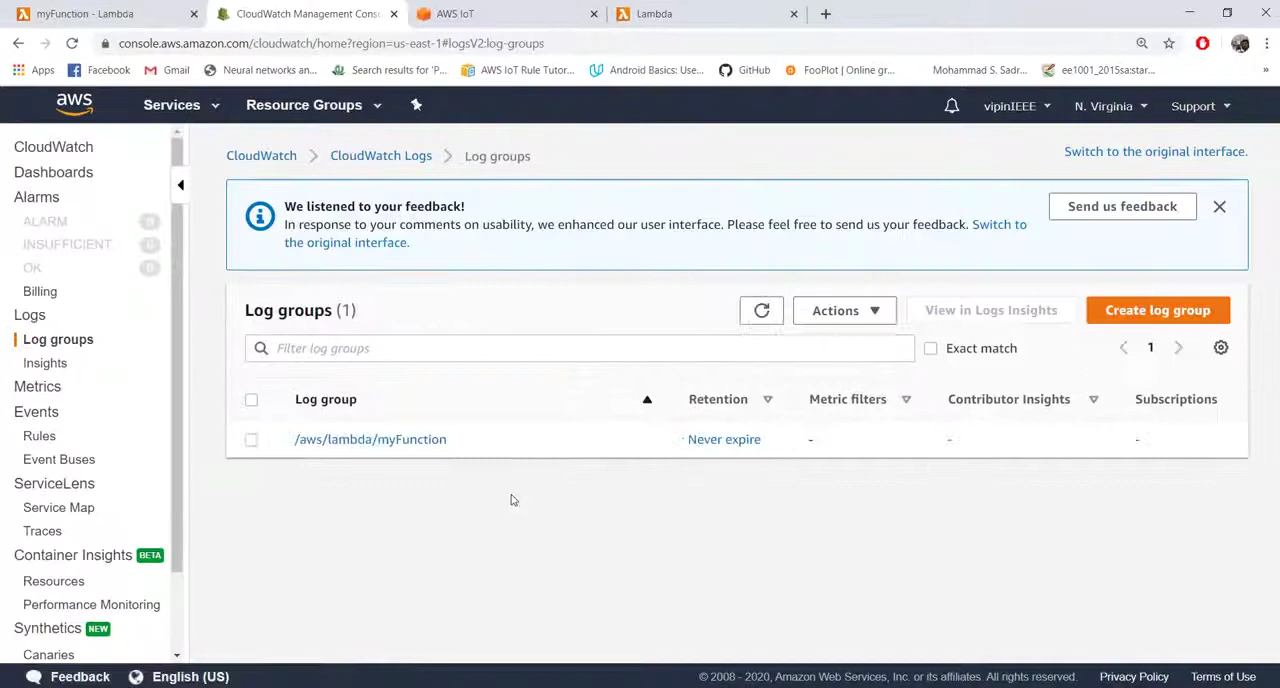 myFunction - Lambda
CloudWatch Management Cons
AWS IoT
Lambda
console.aws.amazon.com/cloudwatch/home?region=us-east-1#logsV2:log-groups
Apps
Facebook
Gmail
Neural networks an...
Search results for 'P...
AWS IoT Rule Tutor...
Android Basics: Use...
GitHub
FooPlot | Online gr...
Mohammad S. Sadr...
ee1001_2015sa:star...
»
aws
Services
Resource Groups
vipinIEEE
N. Virginia
Support
CloudWatch
Dashboards
Alarms
ALARM
INSUFFICIENT
OK
Billing
Logs
Log groups
Insights
Metrics
Events
Rules
Event Buses
ServiceLens
Service Map
Traces
Container Insights BETA
Resources
Performance Monitoring
Synthetics NEW
Canaries
CloudWatch
CloudWatch Logs
Log groups
Switch to the original interface.
We listened to your feedback!
In response to your comments on usability, we enhanced our user interface. Please feel free to send us your feedback. Switch to
the original interface.
Send us feedback
Log groups (1)
Actions
View in Logs Insights
Create log group
Filter log groups
Exact match
1
Log group
Retention
Metric filters
Contributor Insights
Subscriptions
/aws/lambda/myFunction
Never expire
-
-
-
Feedback
English (US)
© 2008 - 2020, Amazon Web Services, Inc. or its affiliates. All rights reserved.
Privacy Policy
Terms of Use